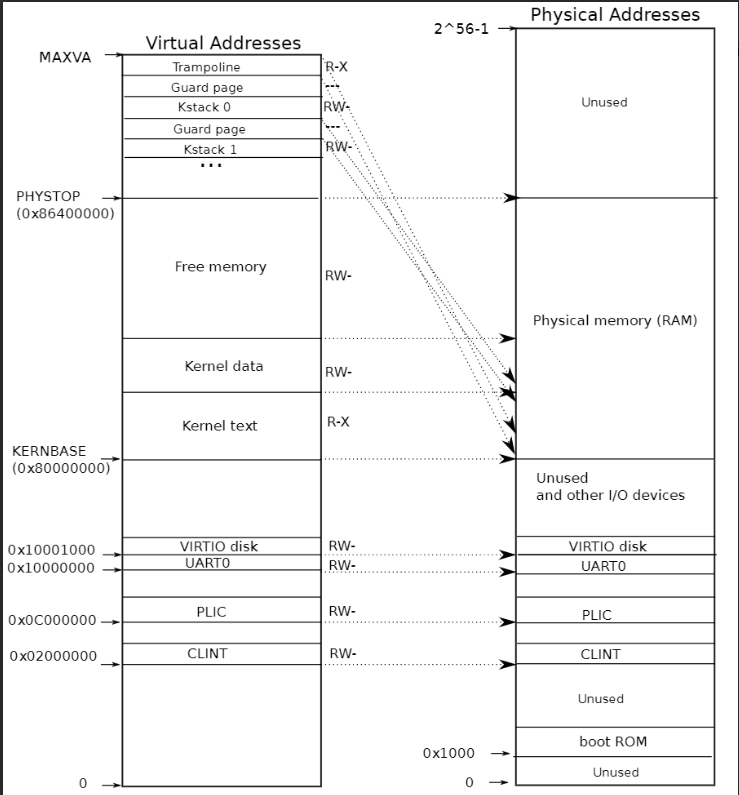 Physical Addresses
2^56-1
Virtual Addresses
MAXVA
Trampoline
R-X
Guard page
---
Unused
Kstack 0
RW-
Guard page
---
Kstack 1
RW-
...
PHYSTOP
(0x86400000)
Free memory
RW-
Physical memory (RAM)
Kernel data
RW-
Kernel text
R-X
KERNBASE
(0x80000000)
Unused
and other I/O devices
0x10001000
VIRTIO disk
RW-
VIRTIO disk
0x10000000
UART0
RW-
UART0
0x0C000000
PLIC
RW-
PLIC
0x02000000
CLINT
RW-
CLINT
Unused
boot ROM
0x1000
Unused
0
0